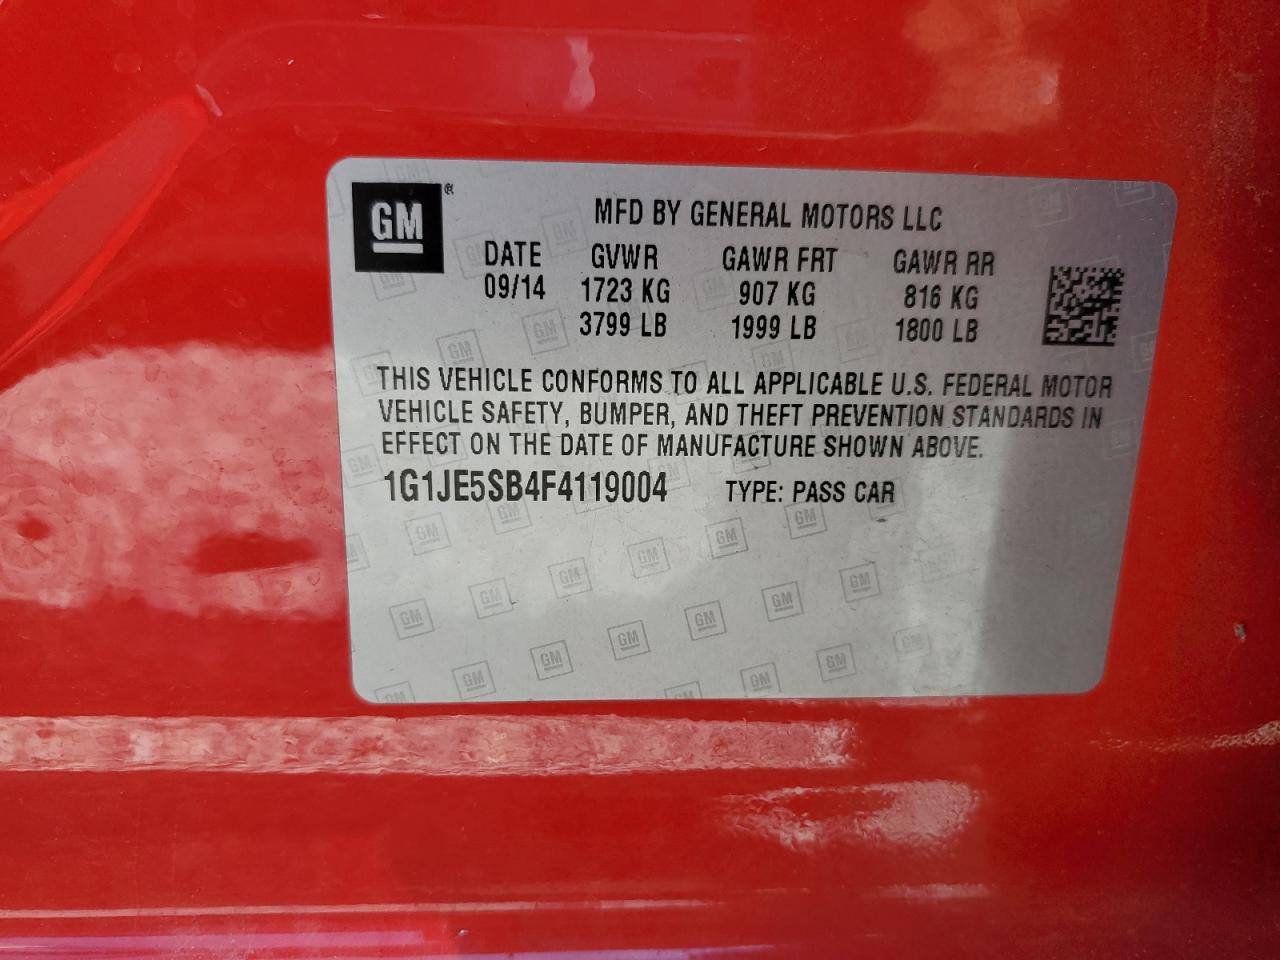 GM®
MFD BY GENERAL MOTORS LLC
DATE GVWR GAWR FRT GAWR RR
09/14 1723 KG 907 KG 816 KG
3799 LB 1999 LB 1800 LB
THIS VEHICLE CONFORMS TO ALL APPLICABLE U.S. FEDERAL MOTOR
VEHICLE SAFETY, BUMPER, AND THEFT PREVENTION STANDARDS IN
EFFECT ON THE DATE OF MANUFACTURE SHOWN ABOVE.
1G1JE5SB4F4119004 TYPE: PASS CAR